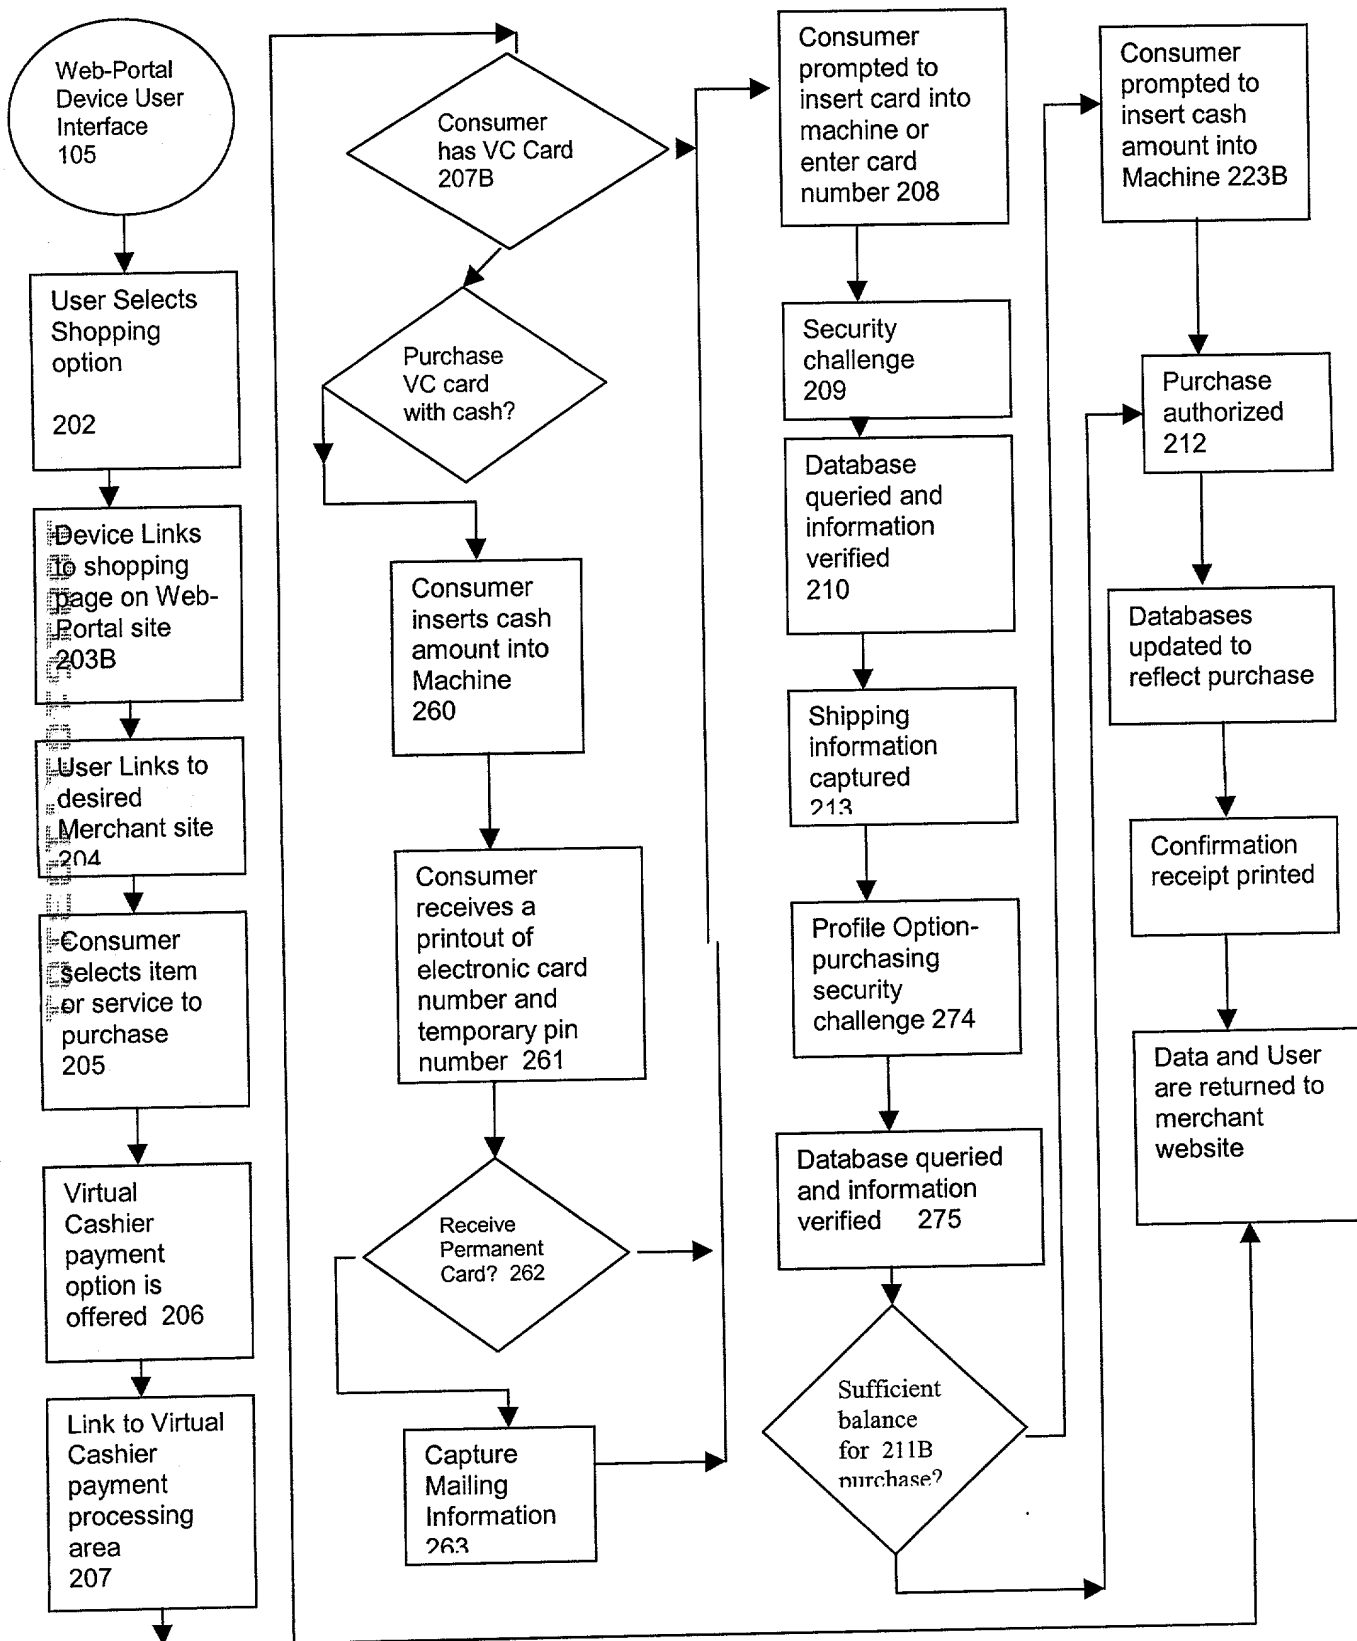 Web-Portal
Device User
Interface
105
User Selects
Shopping
option
202
Device Links
to shopping
page on Web-
Portal site
203B
User Links to
desired
Merchant site
204
Consumer
selects item
or service to
purchase
205
Virtual
Cashier
payment
option is
offered 206
Link to Virtual
Cashier
payment
processing
area
207
Consumer
has VC Card
207B
Purchase
VC card
with cash?
Consumer
inserts cash
amount into
Machine
260
Consumer
receives a
printout of
electronic card
number and
temporary pin
number 261
Receive
Permanent
Card? 262
Capture
Mailing
Information
263
Consumer
prompted to
insert card into
machine or
enter card
number 208
Security
challenge
209
Database
queried and
information
verified
210
Shipping
information
captured
213
Profile Option-
purchasing
security
challenge 274
Database queried
and information
verified 275
Sufficient
balance
for 211B
purchase?
Consumer
prompted to
insert cash
amount into
Machine 223B
Purchase
authorized
212
Databases
updated to
reflect purchase
Confirmation
receipt printed
Data and User
are returned to
merchant
website